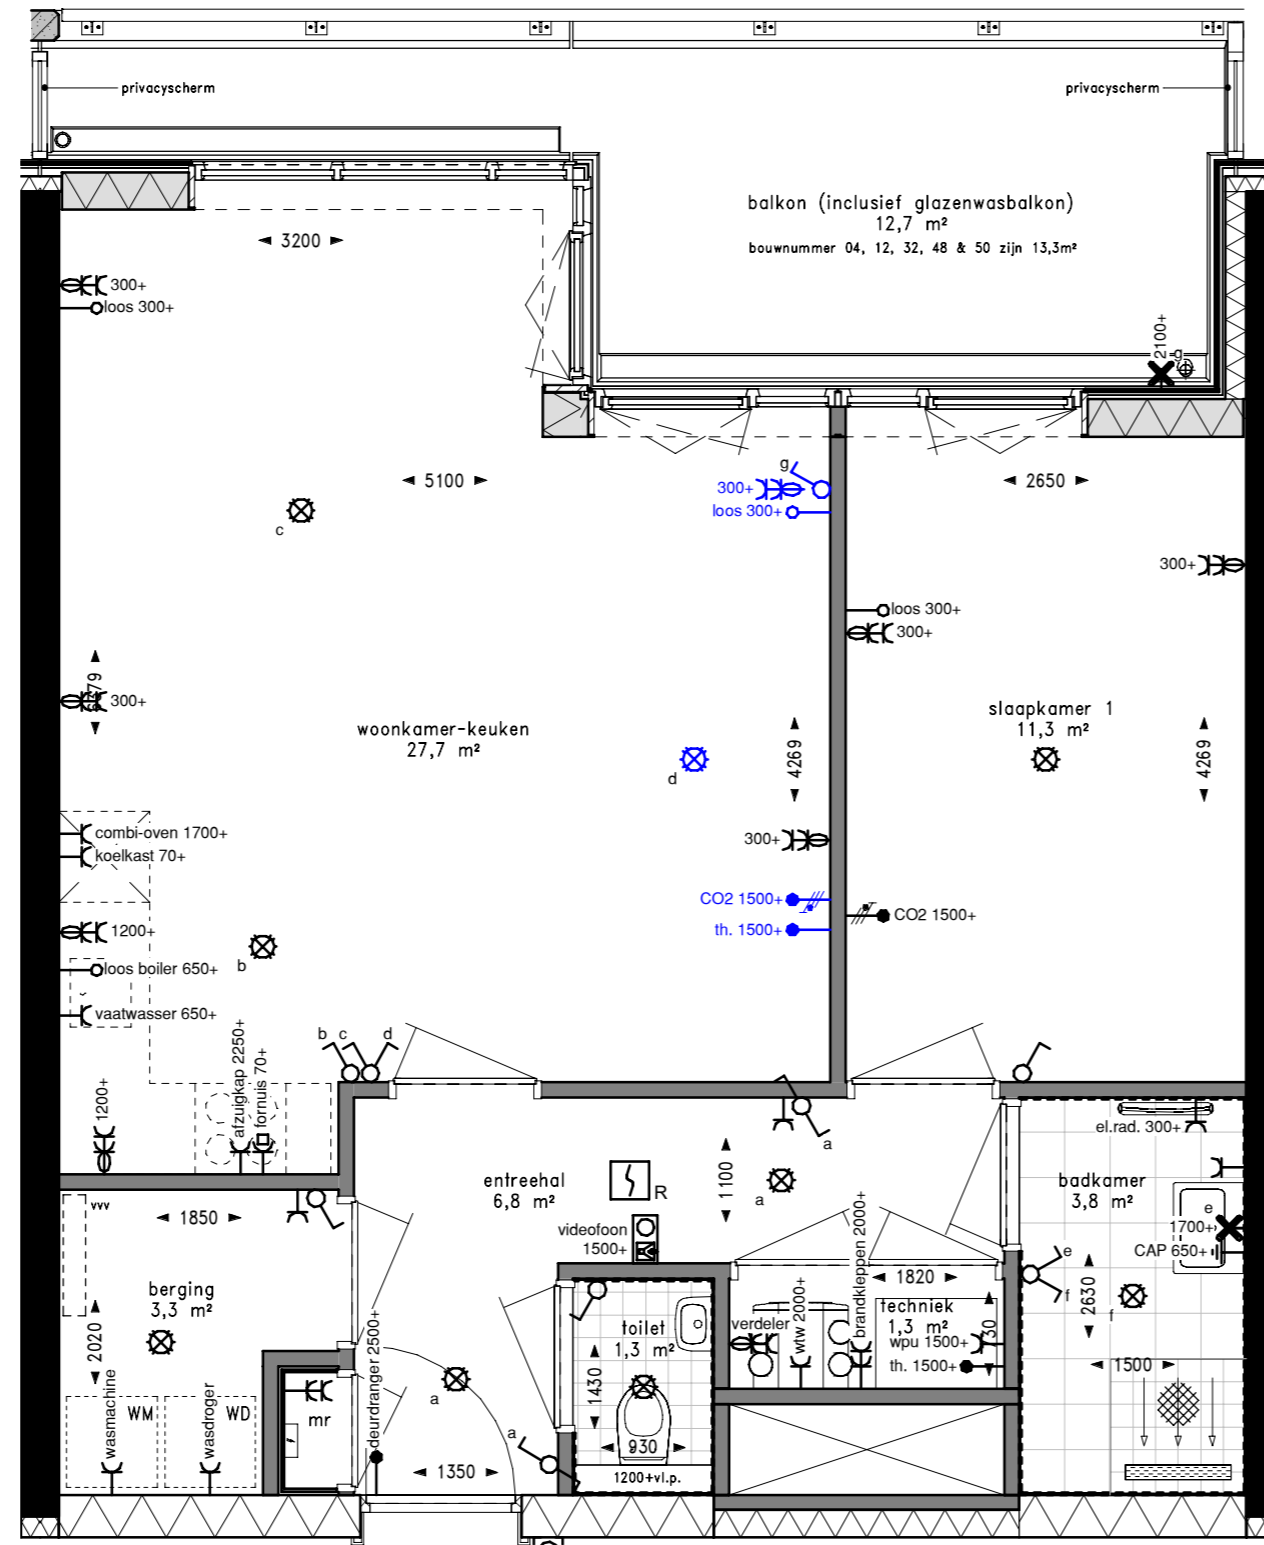 privacyscherm
privacyscherm
balkon (inclusief glazenwasbalkon)
12,7 m²
bouwnummer 04, 12, 32, 48 & 50 zijn 13,3m²
3200
300+
loos 300+
2100+
g
5100
2650
g
300+
loos 300+
c
300+
loos 300+
300+
300+
woonkamer-keuken
27,7 m²
slaapkamer 1
11,3 m²
4269
4269
d
combi-oven 1700+
koelkast 70+
300+
1200+
CO2 1500+
th. 1500+
CO2 1500+
b
loos boiler 650+
vaatwasser 650+
afzuigkap 2250+
fornuis 70+
b c d
1200+
a
el.rad. 300+
1100
entreehal
6,8 m²
R
a
badkamer
3,8 m²
vvv
1850
videofoon
1500+
brandkleppen 2000+
e
1700+
CAP 650+
e
f
2630
f
berging
3,3 m²
2020
deurdranger 2500+
1820
techniek
1,3 m²
wpu 1500+
th. 1500+
verdeler
wtw 2000+
toilet
1,3 m²
1430
1500
a
wasmachine
WM
wasdroger
WD
mr
a
930
1350
1200+vl.p.